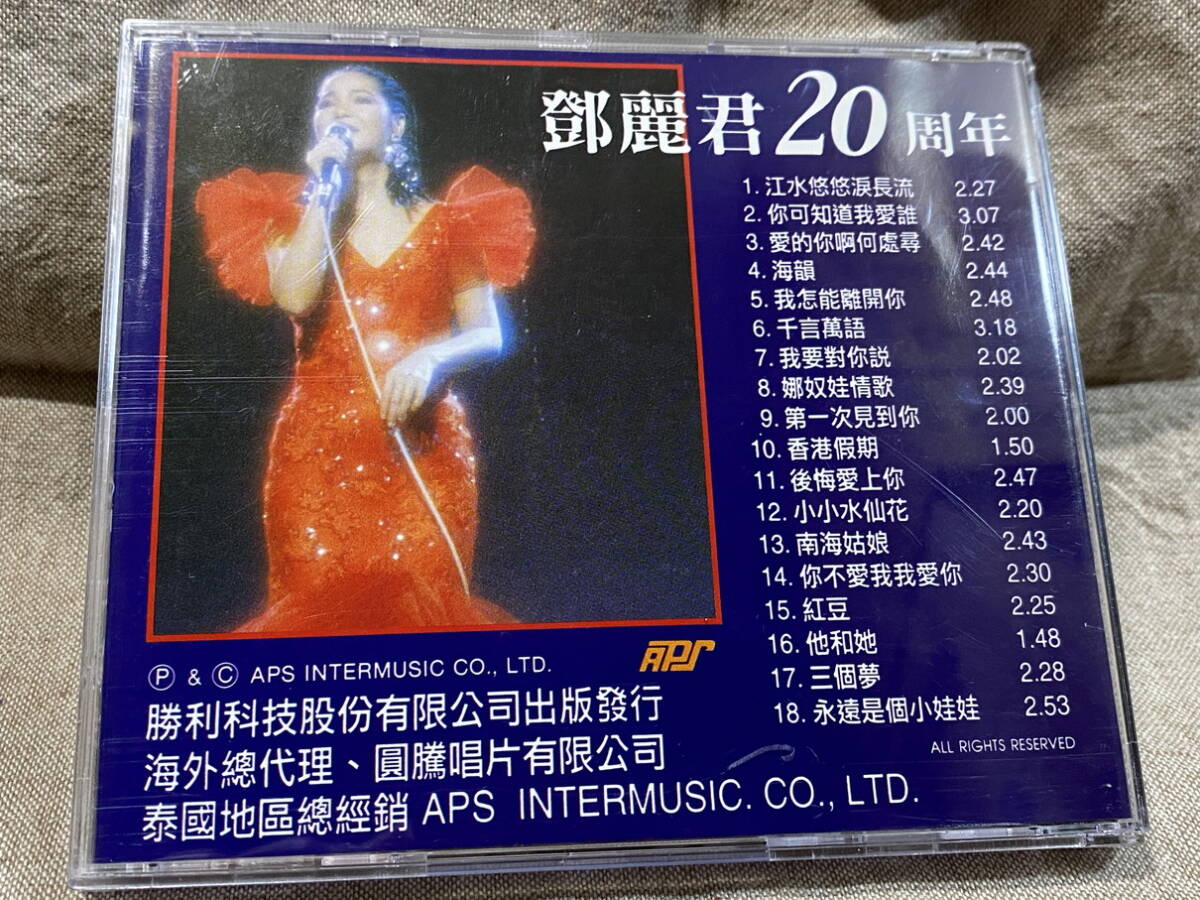 鄧麗君20周年
1. 江水悠悠淚長流 2.27
2. 你可知道我愛誰 3.07
3. 愛的你啊何處尋 2.42
4. 海韻 2.44
5. 我怎能離開你 2.48
6. 千言萬語 3.18
7. 我要對你説 2.02
8. 娜奴娃情歌 2.39
9. 第一次見到你 2.00
10. 香港假期 1.50
11. 後悔愛上你 2.47
12. 小小水仙花 2.20
13. 南海姑娘 2.43
14. 你不愛我我愛你 2.30
15. 紅豆 2.25
16. 他和她 1.48
17. 三個夢 2.28
18. 永遠是個小娃娃 2.53
ALL RIGHTS RESERVED
APS
Ⓟ & Ⓒ APS INTERMUSIC CO., LTD.
勝利科技股份有限公司出版發行
海外總代理、圓騰唱片有限公司
泰國地區總經銷 APS INTERMUSIC. CO., LTD.